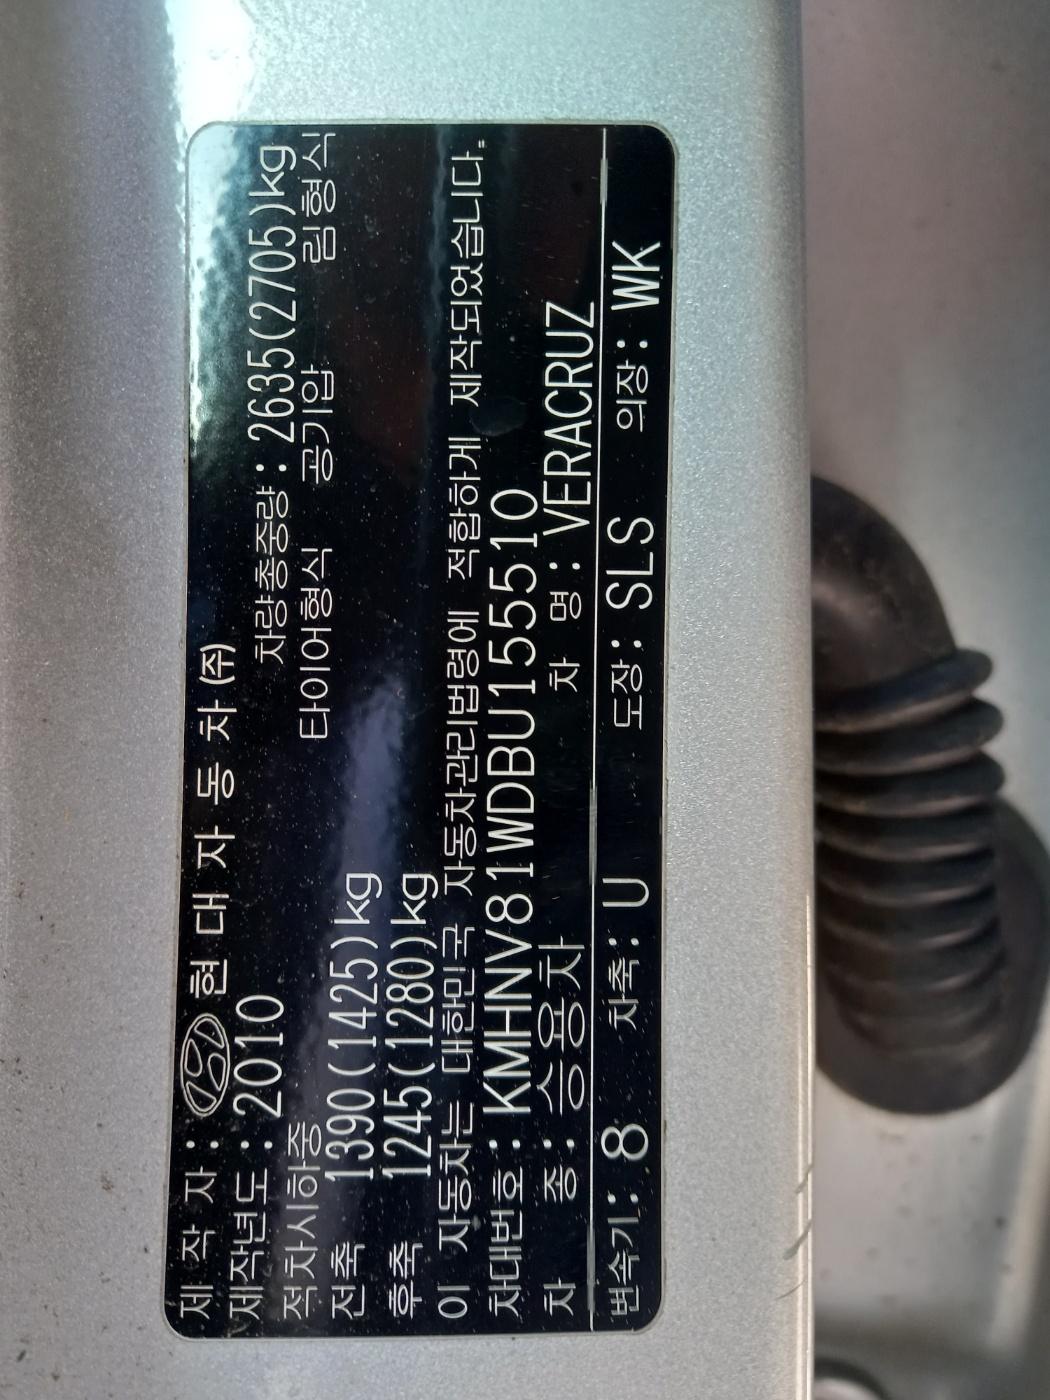 제 작 자 : 현 대 자 동 차 (주)
제작년도 : 2010 차량총중량 : 2635(2705)kg
적차시하중 타이어형식 공기압 림형식
전축 1390(1425)kg
후축 1245(1280)kg
이 자동차는 대한민국 자동차관리법령에 적합하게 제작되었습니다.
차대번호 : KMHNV81WDBU155510
차 종 : 승용차 차 명 : VERACRUZ
변속기 : 8 차축 : U 도장 : SLS 의장 : WK